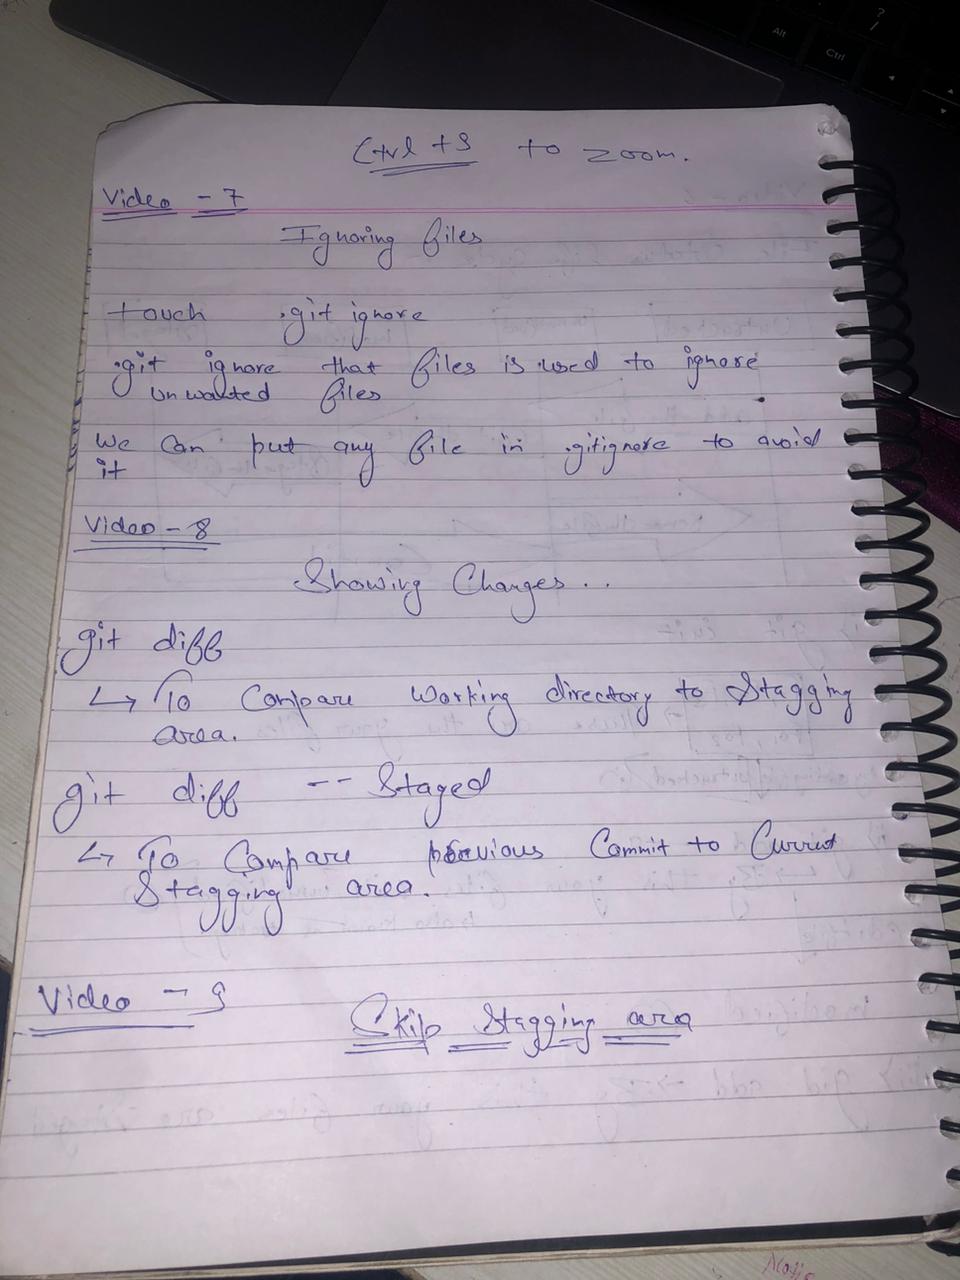 Ctrl + 9 to zoom.
Video - 7
Ignoring files
touch .git ignore
.git ignore that files is used to ignore
unwanted files
We Can put any file in .gitignore to avoid
it
Video - 8
Showing Changes...
git diff
↳ To Compare Working directory to Stagging
area.
git diff -- Staged
↳ To Compare previous Commit to Current
Stagging area.
Video - 9
Skip Stagging area